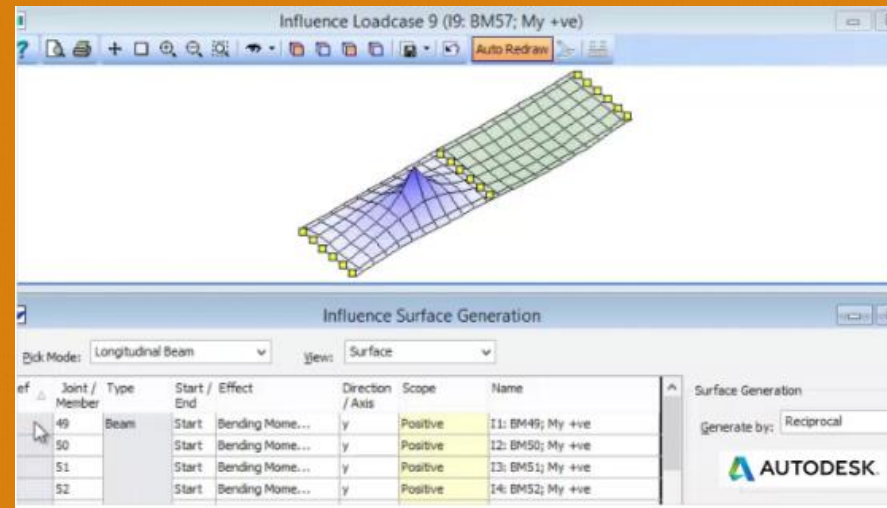 Influence Loadcase 9 (I9: BM57; My +ve)
? Auto Redraw
Influence Surface Generation
Pick Mode: Longitudinal Beam View: Surface
ef Joint / Member Type Start / End Effect Direction / Axis Scope Name Surface Generation
49 Beam Start Bending Mome... y Positive I1: BM49; My +ve Generate by: Reciprocal
50 Start Bending Mome... y Positive I2: BM50; My +ve
51 Start Bending Mome... y Positive I3: BM51; My +ve
52 Start Bending Mome... y Positive I4: BM52; My +ve
AUTODESK.